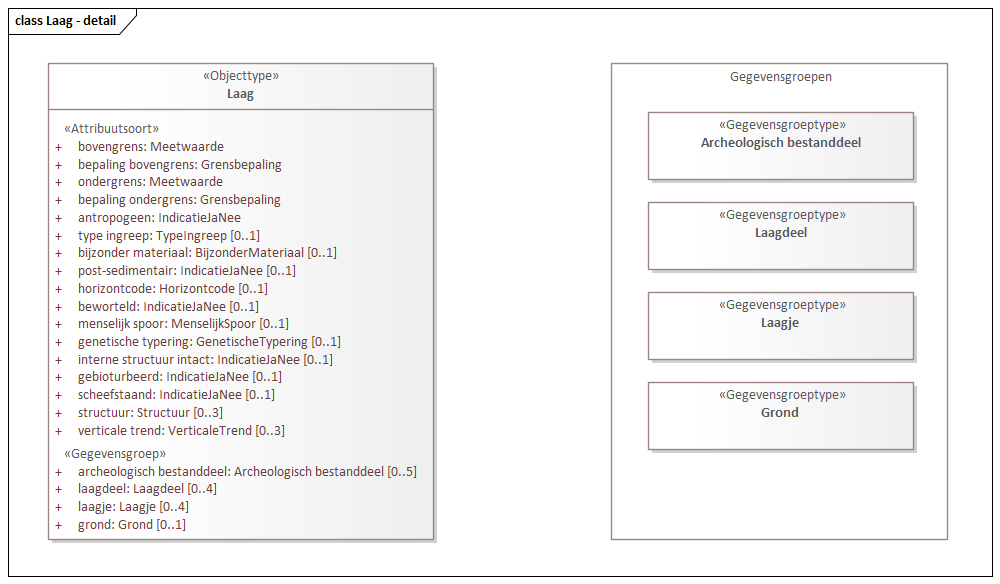 class Laag - detail
«Objecttype»
Laag
«Attribuutsoort»
+ bovengrens: Meetwaarde
+ bepaling bovengrens: Grensbepaling
+ ondergrens: Meetwaarde
+ bepaling ondergrens: Grensbepaling
+ antropogeen: IndicatieJaNee
+ type ingreep: TypeIngreep [0..1]
+ bijzonder materiaal: BijzonderMateriaal [0..1]
+ post-sedimentair: IndicatieJaNee [0..1]
+ horizontcode: Horizontcode [0..1]
+ beworteld: IndicatieJaNee [0..1]
+ menselijk spoor: MenselijkSpoor [0..1]
+ genetische typering: GenetischeTypering [0..1]
+ interne structuur intact: IndicatieJaNee [0..1]
+ gebioturbeerd: IndicatieJaNee [0..1]
+ scheefstaand: IndicatieJaNee [0..1]
+ structuur: Structuur [0..3]
+ verticale trend: VerticaleTrend [0..3]
«Gegevensgroep»
+ archeologisch bestanddeel: Archeologisch bestanddeel [0..5]
+ laagdeel: Laagdeel [0..4]
+ laagje: Laagje [0..4]
+ grond: Grond [0..1]
Gegevensgroepen
«Gegevensgroeptype»
Archeologisch bestanddeel
«Gegevensgroeptype»
Laagdeel
«Gegevensgroeptype»
Laagje
«Gegevensgroeptype»
Grond